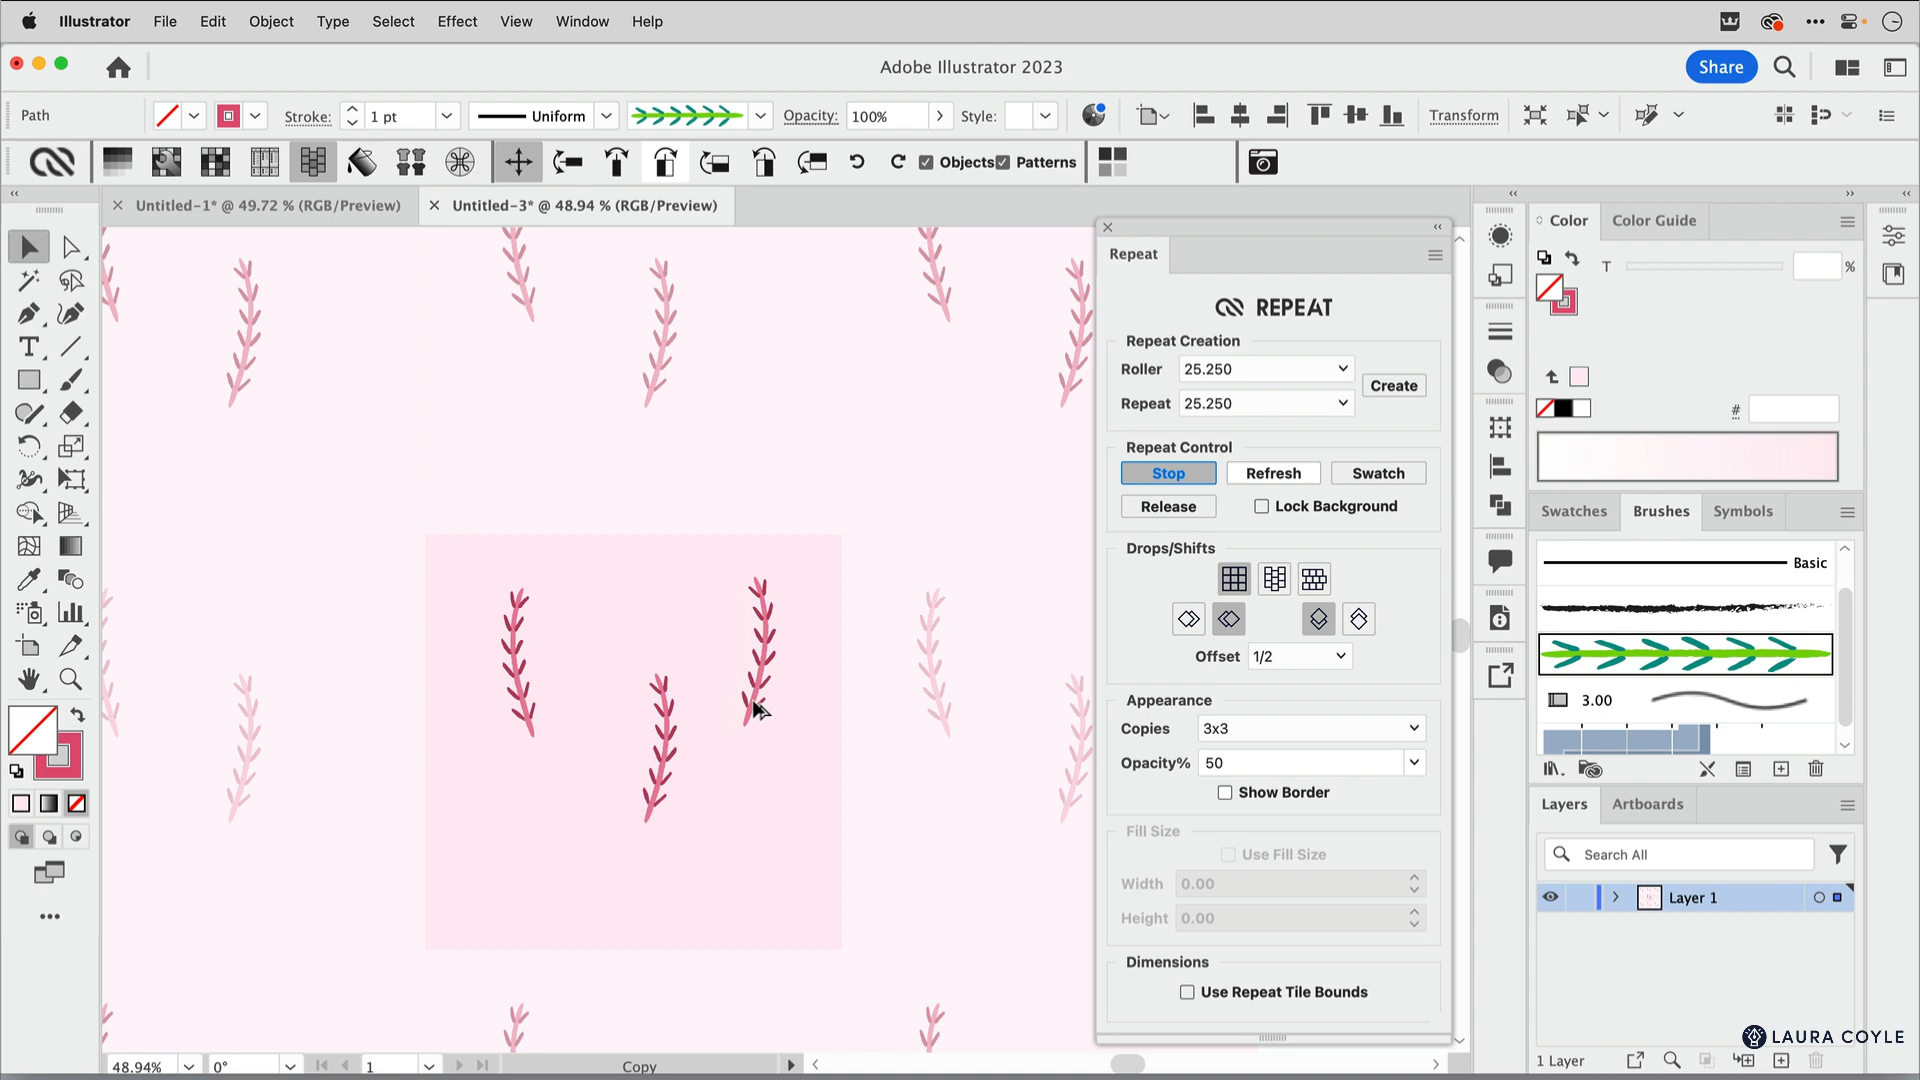 Illustrator File Edit Object Type Select Effect View Window Help
Adobe Illustrator 2023
Share
Path
Stroke: 1 pt Uniform Opacity: 100% Style: Transform
Objects Patterns
Untitled-1* @ 49.72 % (RGB/Preview)
Untitled-3* @ 48.94 % (RGB/Preview)
Repeat
REPEAT
Repeat Creation
Roller 25.250
Create
Repeat 25.250
Repeat Control
Stop Refresh Swatch
Release Lock Background
Drops/Shifts
Offset 1/2
Appearance
Copies 3x3
Opacity% 50
Show Border
Fill Size
Use Fill Size
Width 0.00
Height 0.00
Dimensions
Use Repeat Tile Bounds
Color Color Guide
T %
#
Swatches Brushes Symbols
Basic
3.00
Layers Artboards
Search All
Layer 1
1 Layer
LAURA COYLE
48.94% 0° 1 Copy